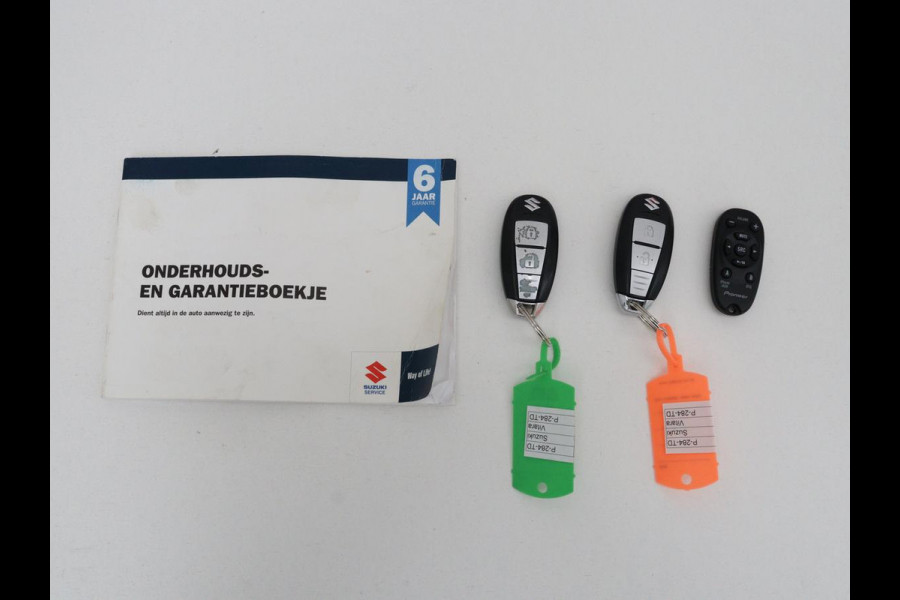 6
JAAR
GARANTIE
ONDERHOUDS-
EN GARANTIEBOEKJE
Dient altijd in de auto aanwezig te zijn.
SUZUKI
SERVICE
Way of Life!
P-284-TD
Suzuki
Vitara
P-284-TD
P-284-TD
Suzuki
Vitara
P-284-TD
Pioneer